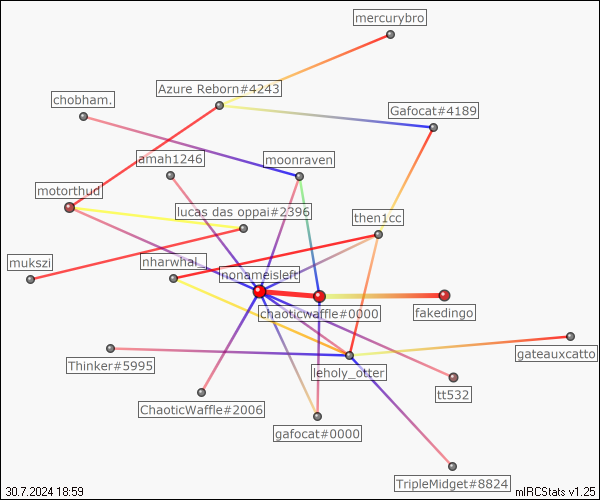 mercurybro
Azure Reborn#4243
chobham.
Gafocat#4189
amah1246
moonraven
motorthud
lucas das oppai#2396
then1cc
mukszi
nharwhal_
nonameisleft
chaoticwaffle#0000
fakedingo
Thinker#5995
leholy_otter
gateauxcatto
ChaoticWaffle#2006
tt532
gafocat#0000
TripleMidget#8824
30.7.2024 18:59
mIRCStats v1.25